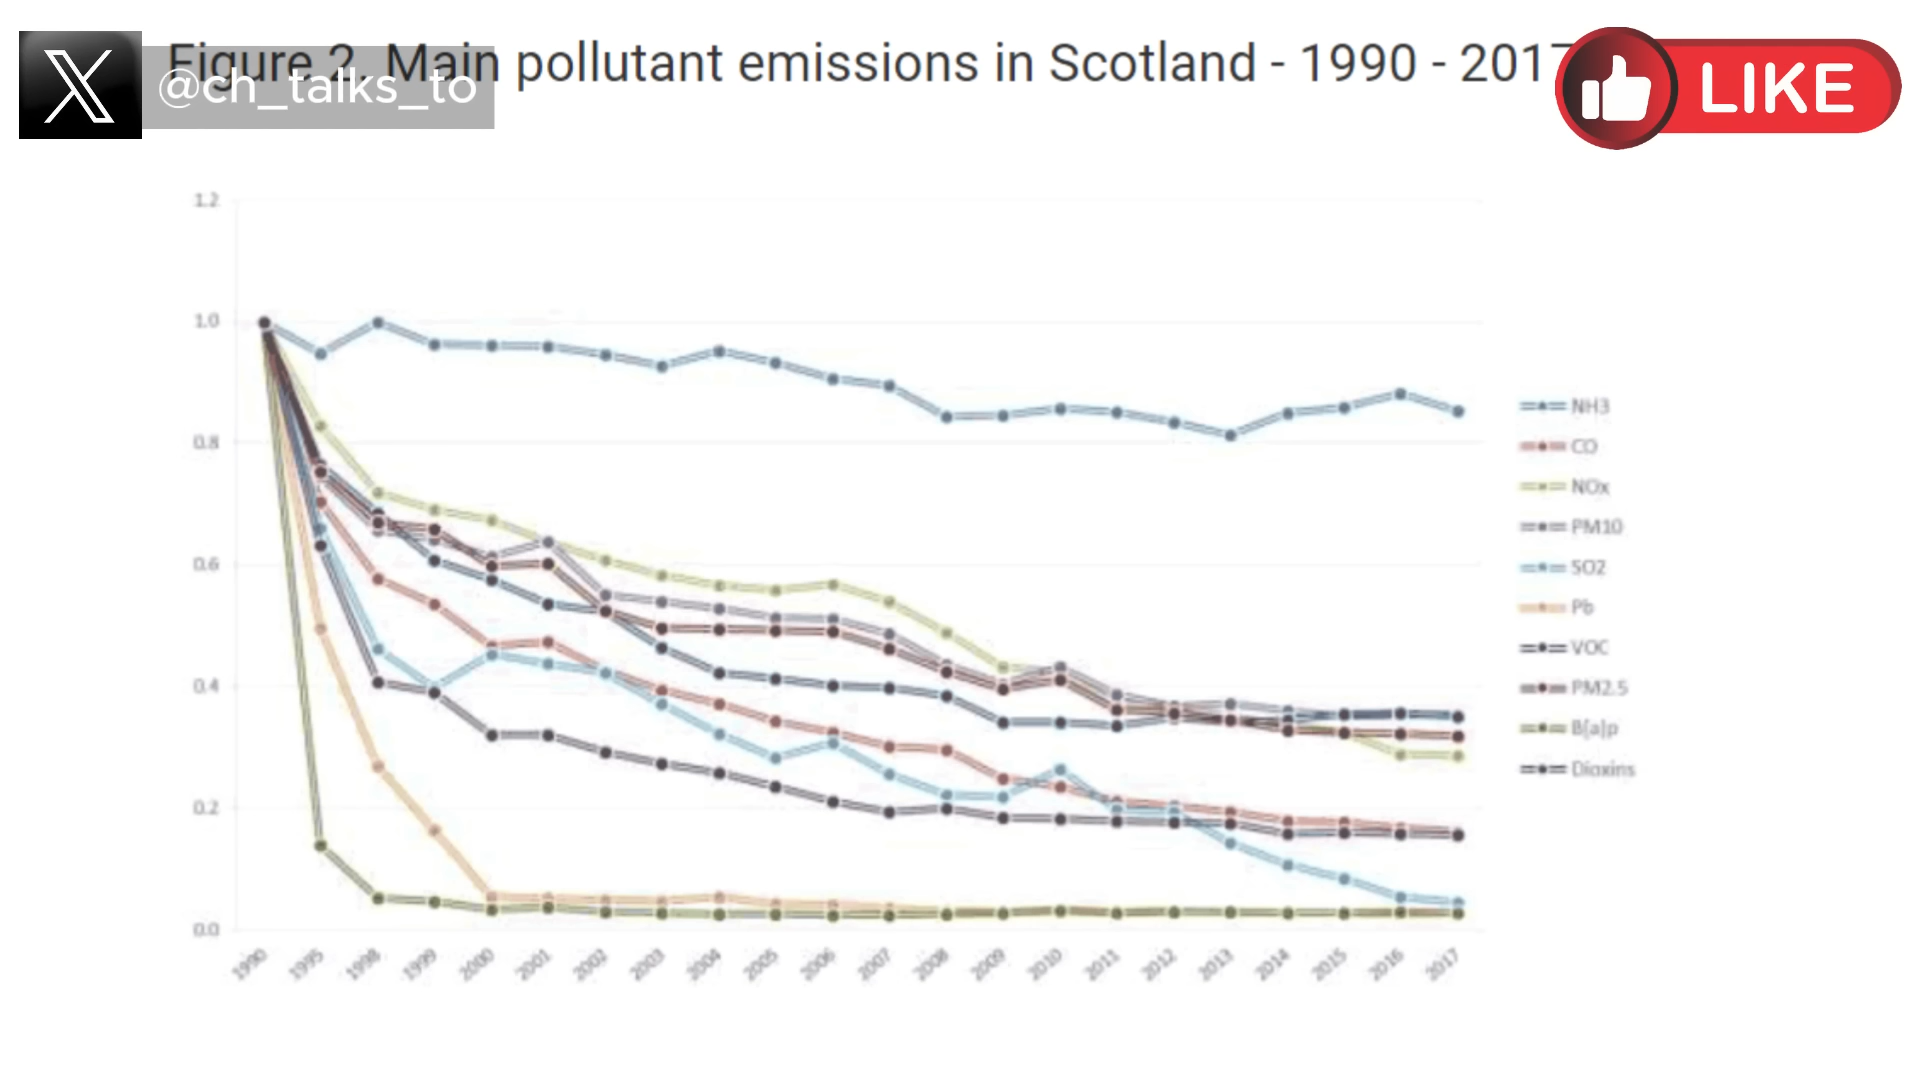 Figure 2. Main pollutant emissions in Scotland - 1990 - 2017
@ch_talks_to
LIKE
1.2
1.0
0.8
0.6
0.4
0.2
0.0
1990 1995 1998 1999 2000 2001 2002 2003 2004 2005 2006 2007 2008 2009 2010 2011 2012 2013 2014 2015 2016 2017
NH3
CO
NOx
PM10
SO2
Pb
VOC
PM2.5
B[a]p
Dioxins